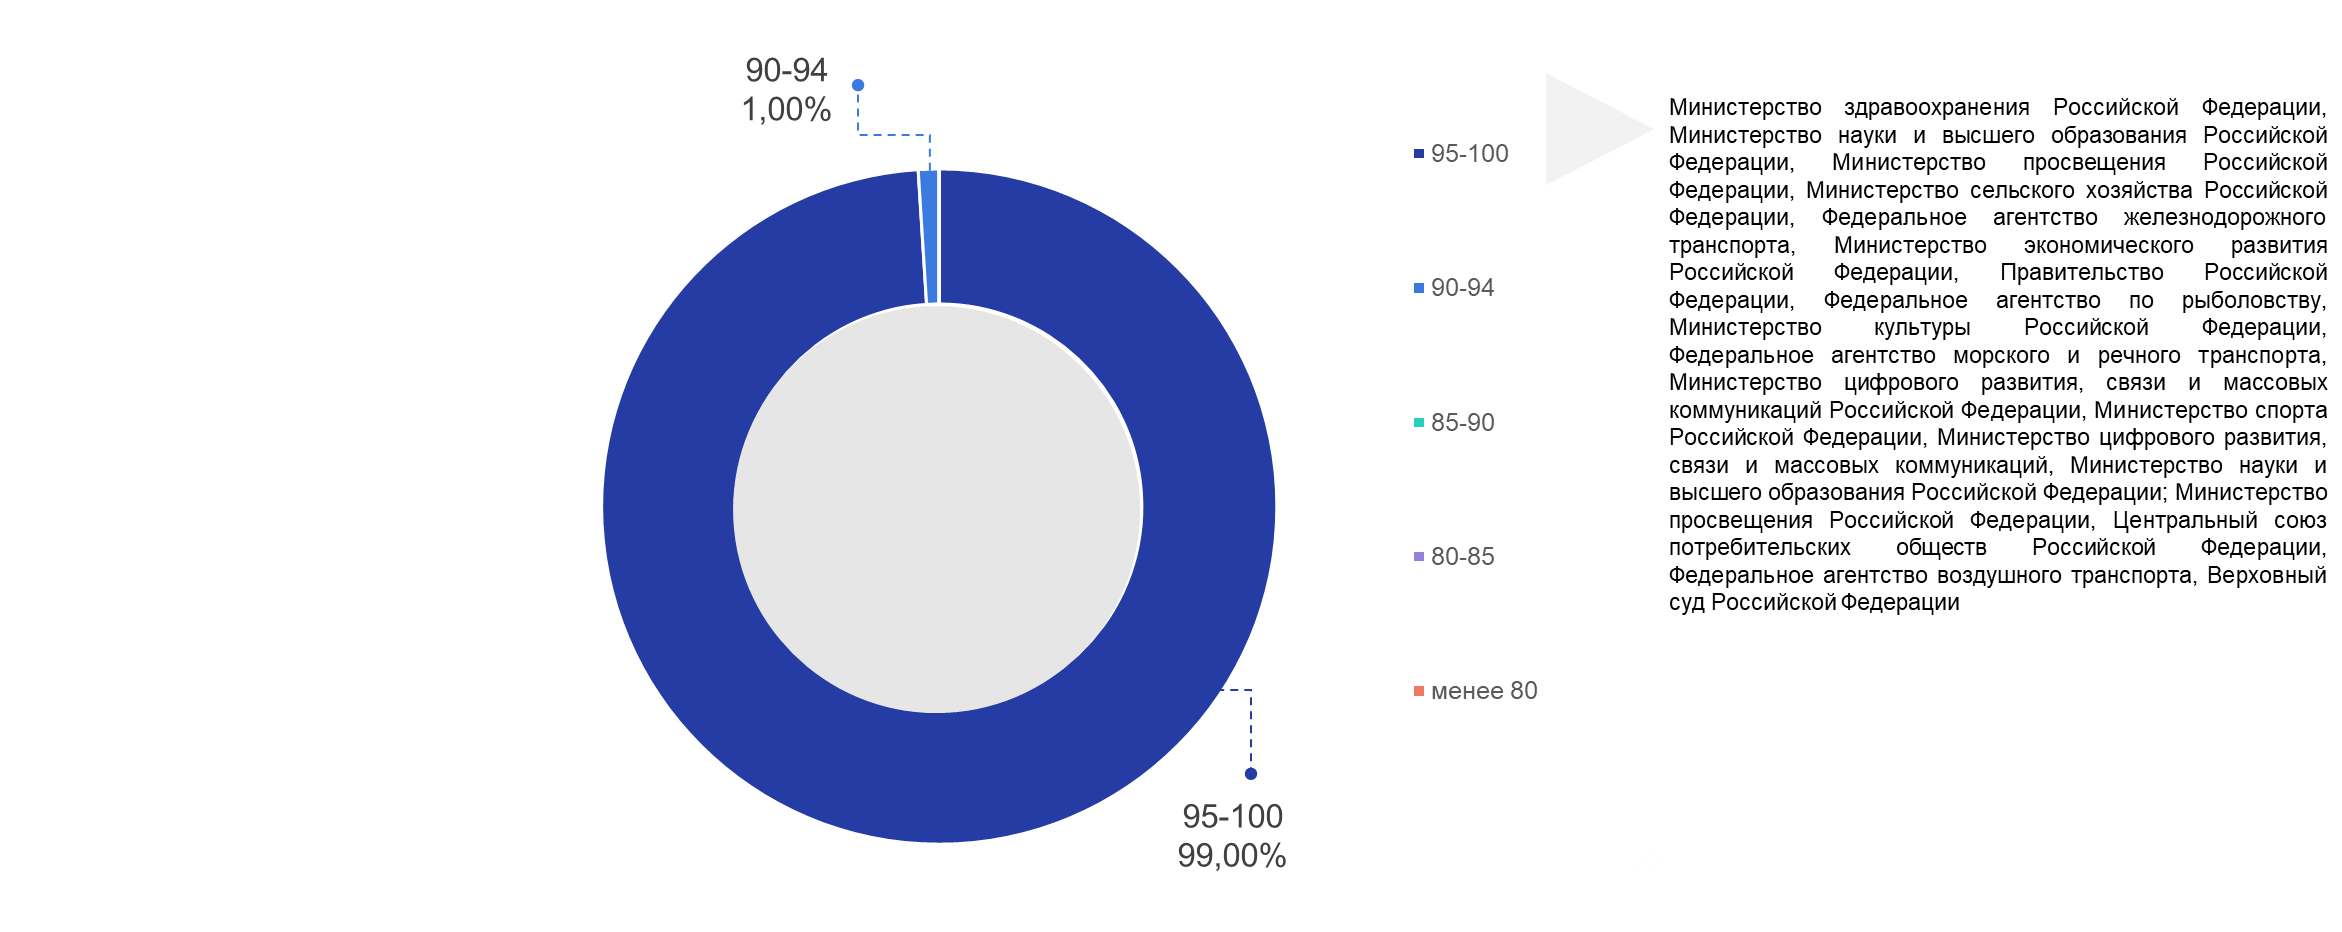 90-94
1,00%
95-100
99,00%
95-100
90-94
85-90
80-85
менее 80
Министерство здравоохранения Российской Федерации,
Министерство науки и высшего образования Российской
Федерации, Министерство просвещения Российской
Федерации, Министерство сельского хозяйства Российской
Федерации, Федеральное агентство железнодорожного
транспорта, Министерство экономического развития
Российской Федерации, Правительство Российской
Федерации, Федеральное агентство по рыболовству,
Министерство культуры Российской Федерации,
Федеральное агентство морского и речного транспорта,
Министерство цифрового развития, связи и массовых
коммуникаций Российской Федерации, Министерство спорта
Российской Федерации, Министерство цифрового развития,
связи и массовых коммуникаций, Министерство науки и
высшего образования Российской Федерации; Министерство
просвещения Российской Федерации, Центральный союз
потребительских обществ Российской Федерации,
Федеральное агентство воздушного транспорта, Верховный
суд Российской Федерации